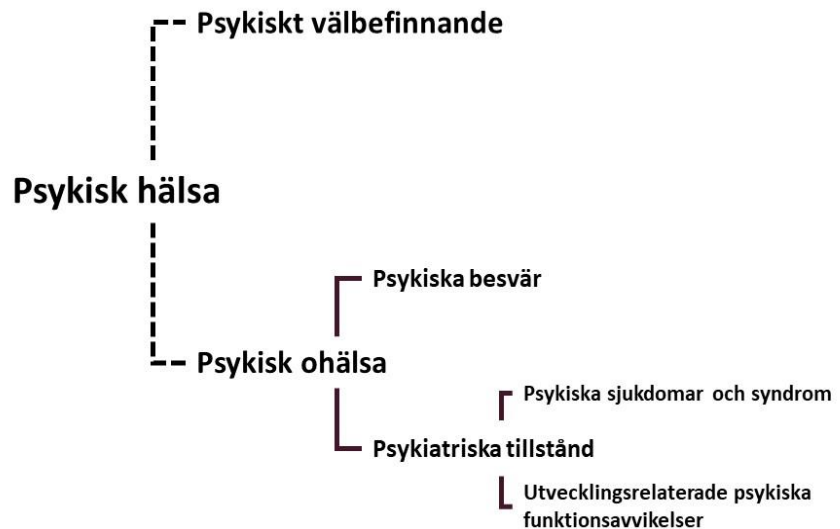 Psykiskt välbefinnande
Psykisk hälsa
Psykiska besvär
Psykisk ohälsa
Psykiska sjukdomar och syndrom
Psykiatriska tillstånd
Utvecklingsrelaterade psykiska
funktionsavvikelser